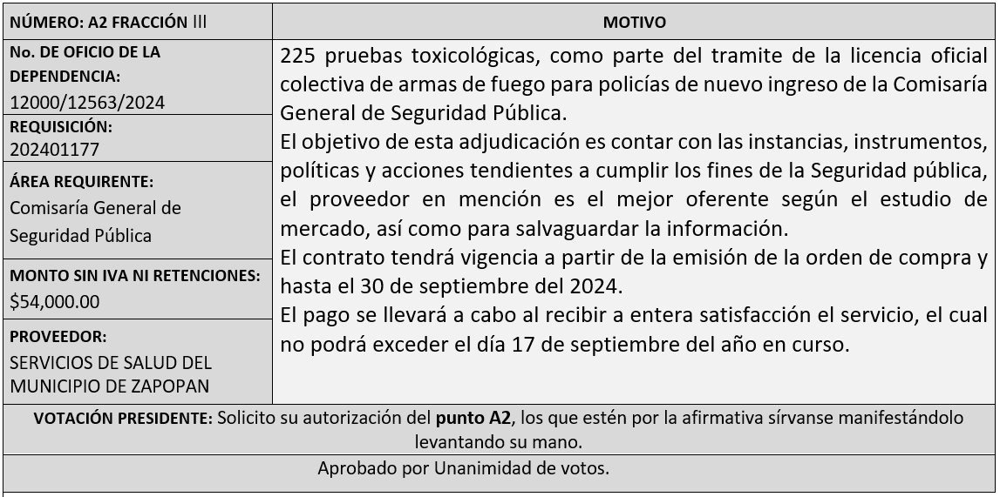 NÚMERO: A2 FRACCIÓN III
No. DE OFICIO DE LA
DEPENDENCIA:
12000/12563/2024
REQUISICIÓN:
202401177
ÁREA REQUIRENTE:
Comisaría General de
Seguridad Pública
MONTO SIN IVA NI RETENCIONES:
$54,000.00
PROVEEDOR:
SERVICIOS DE SALUD DEL
MUNICIPIO DE ZAPOPAN
MOTIVO
225 pruebas toxicológicas, como parte del tramite de la licencia oficial
colectiva de armas de fuego para policías de nuevo ingreso de la Comisaría
General de Seguridad Pública.
El objetivo de esta adjudicación es contar con las instancias, instrumentos,
políticas y acciones tendientes a cumplir los fines de la Seguridad pública,
el proveedor en mención es el mejor oferente según el estudio de
mercado, así como para salvaguardar la información.
El contrato tendrá vigencia a partir de la emisión de la orden de compra y
hasta el 30 de septiembre del 2024.
El pago se llevará a cabo al recibir a entera satisfacción el servicio, el cual
no podrá exceder el día 17 de septiembre del año en curso.
VOTACIÓN PRESIDENTE: Solicito su autorización del punto A2, los que estén por la afirmativa sírvanse manifestándolo
levantando su mano.
Aprobado por Unanimidad de votos.